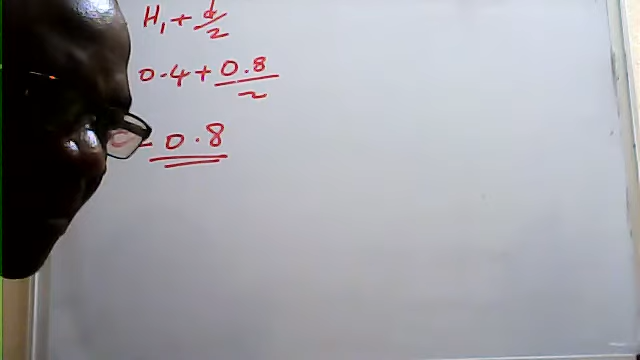 H₁ + d/2
0.4 + 0.8/2
= 0.8